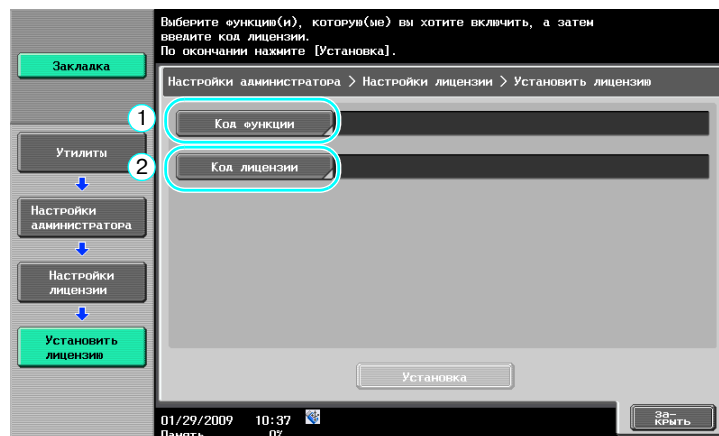 Выберите функцию(и), которую(ые) вы хотите включить, а затем
введите код лицензии.
По окончании нажмите [Установка].
Закладка
Настройки администратора > Настройки лицензии > Установить лицензию
1
Код функции
2
Код лицензии
Утилиты
Настройки
администратора
Настройки
лицензии
Установить
лицензию
Установка
01/29/2009 10:37
Память 0%
За-
крыть